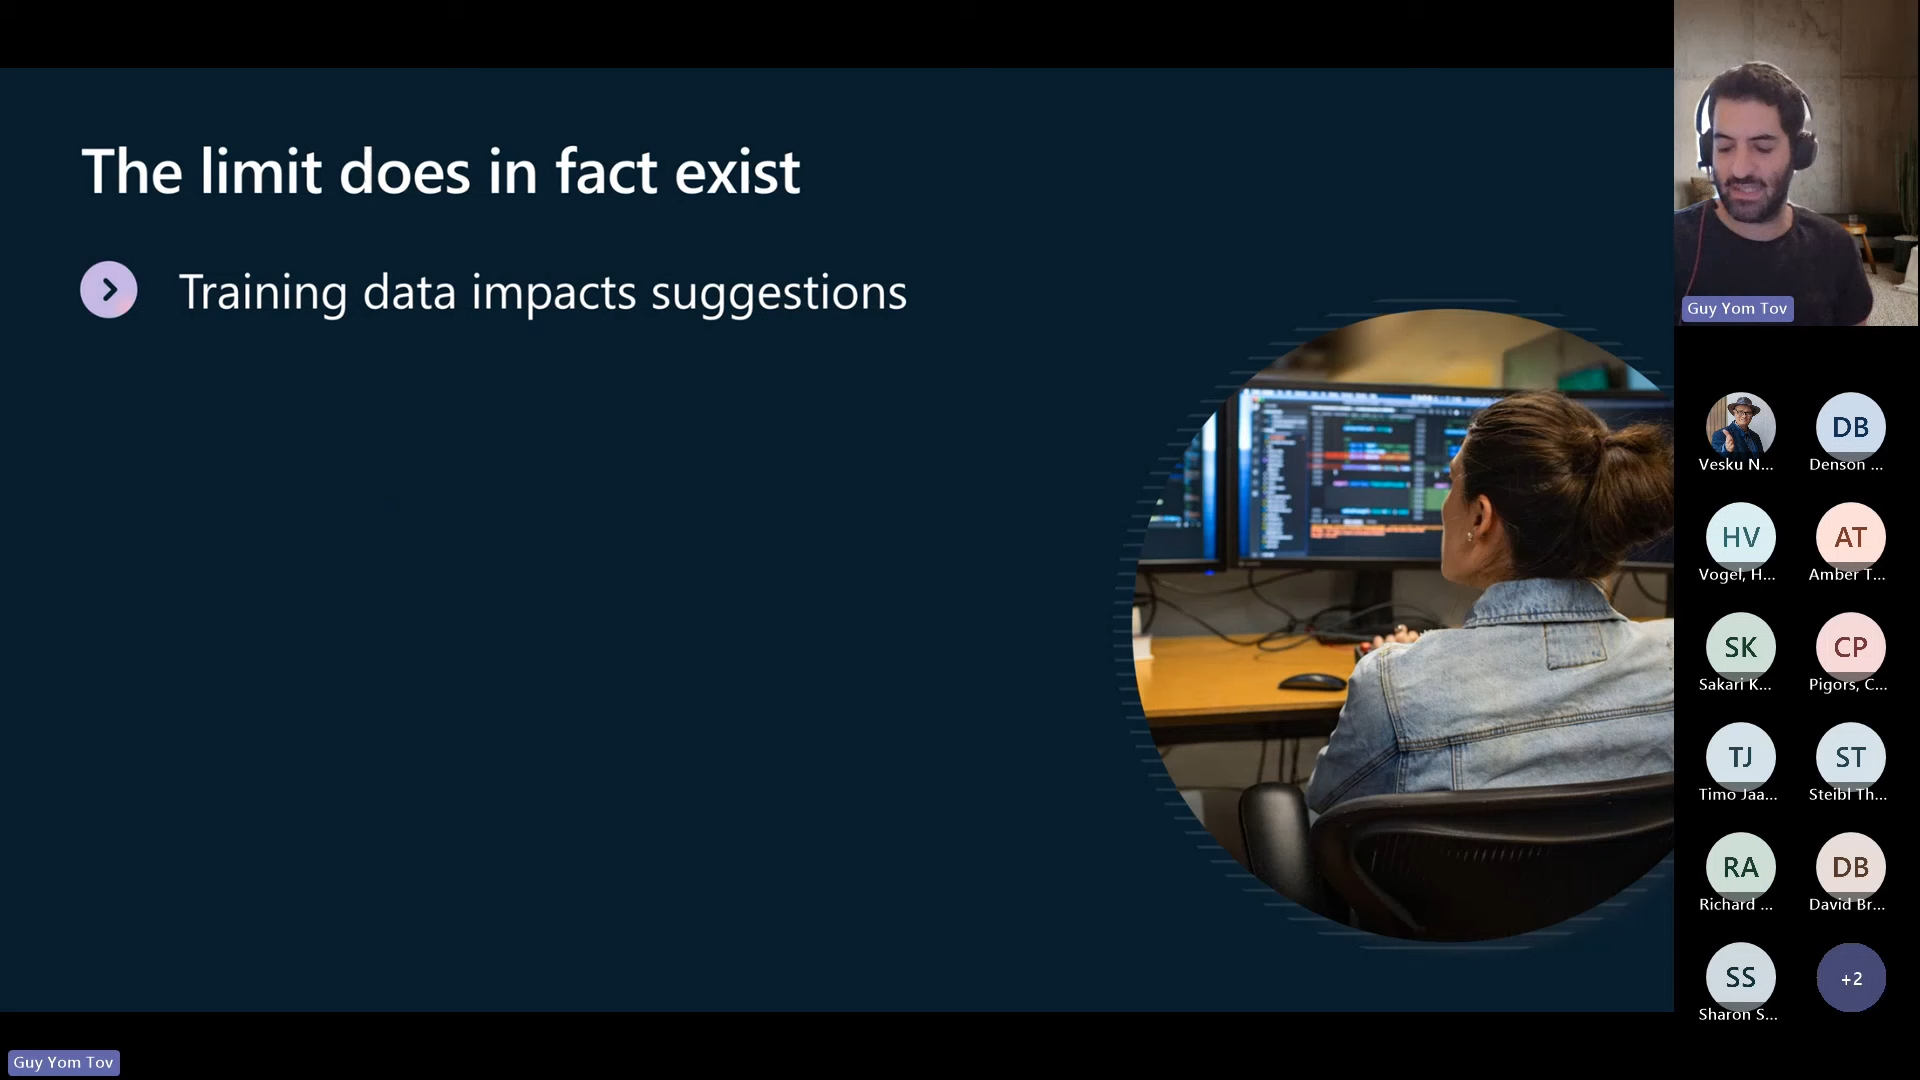 The limit does in fact exist
Training data impacts suggestions
Guy Yom Tov
Vesku N...
DB
Denson ...
HV
Vogel, H...
AT
Amber T...
SK
Sakari K...
CP
Pigors, C...
TJ
Timo Jaa...
ST
Steibl Th...
RA
Richard ...
DB
David Br...
SS
Sharon S...
+2
Guy Yom Tov